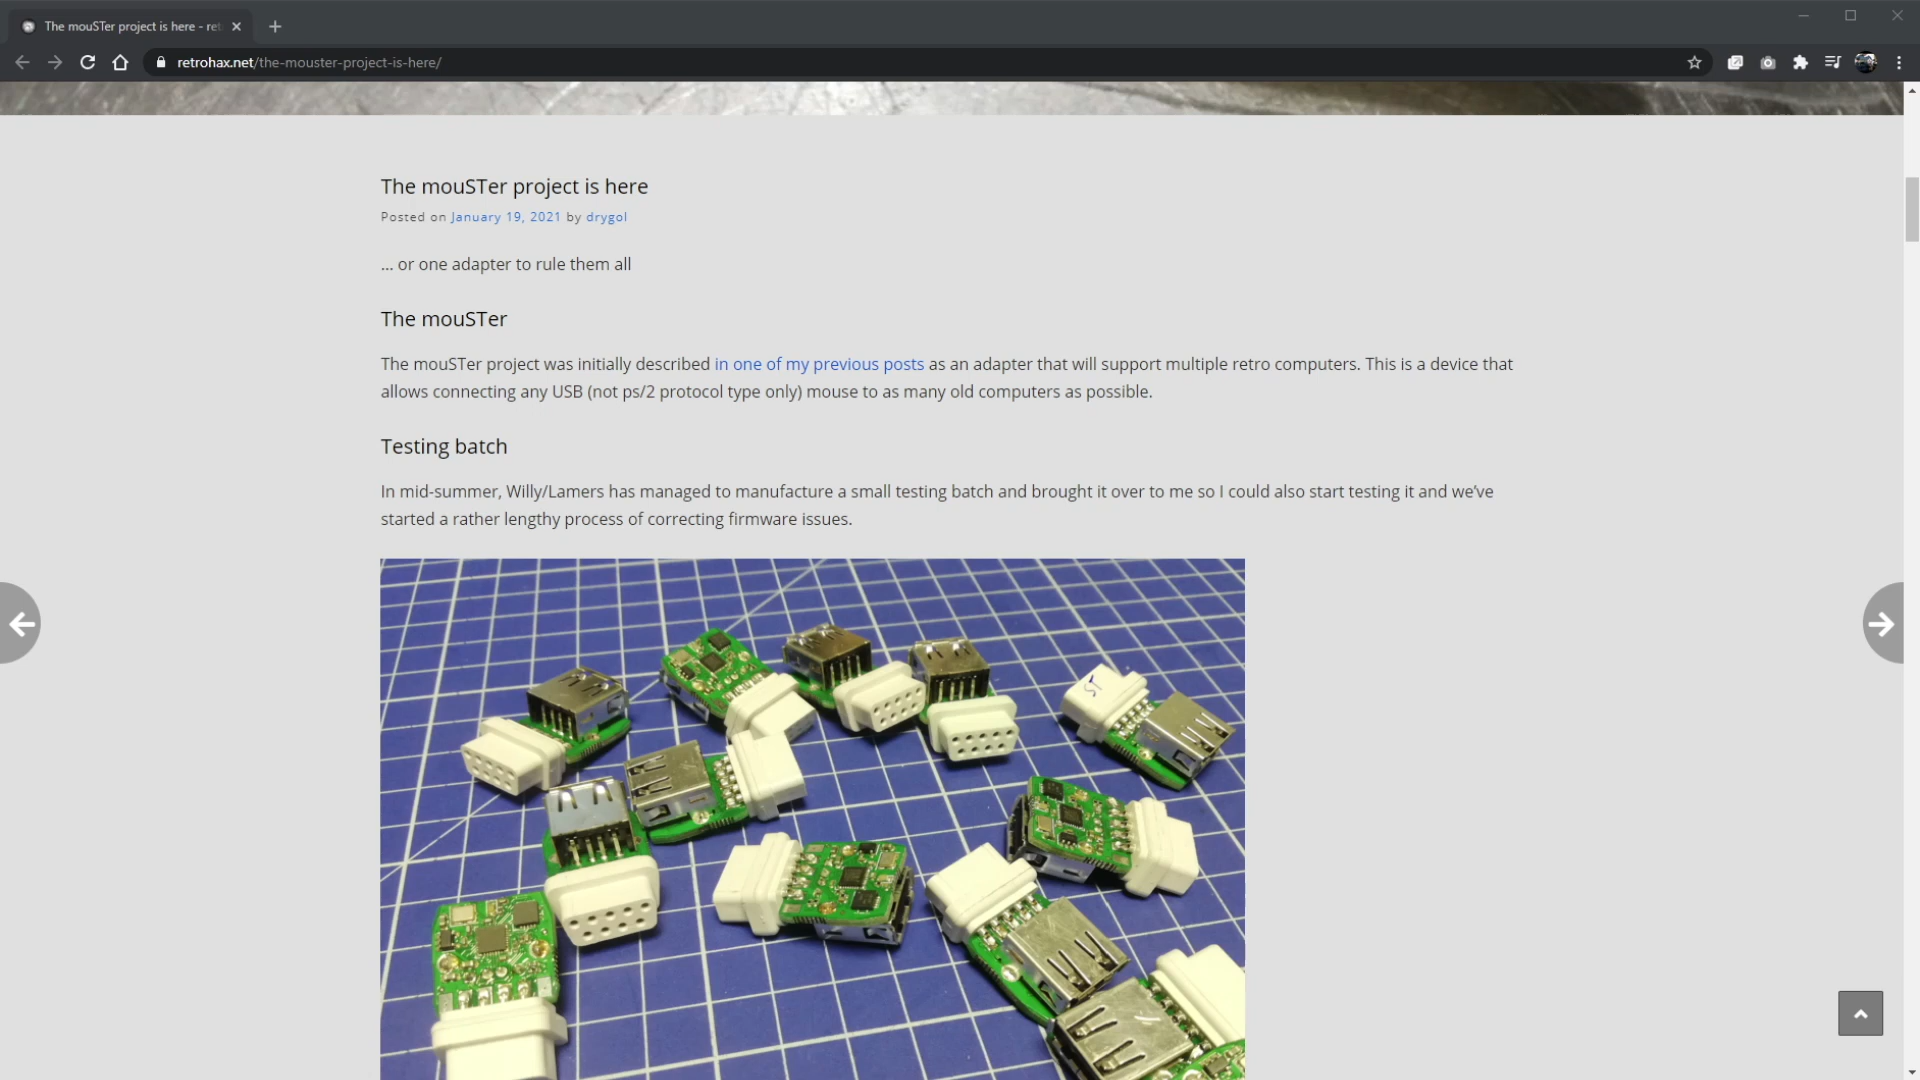 The mouSTer project is here - ret
retrohax.net/the-mouster-project-is-here/
The mouSTer project is here
Posted on January 19, 2021 by drygol
... or one adapter to rule them all
The mouSTer
The mouSTer project was initially described in one of my previous posts as an adapter that will support multiple retro computers. This is a device that
allows connecting any USB (not ps/2 protocol type only) mouse to as many old computers as possible.
Testing batch
In mid-summer, Willy/Lamers has managed to manufacture a small testing batch and brought it over to me so I could also start testing it and we’ve
started a rather lengthy process of correcting firmware issues.
ST